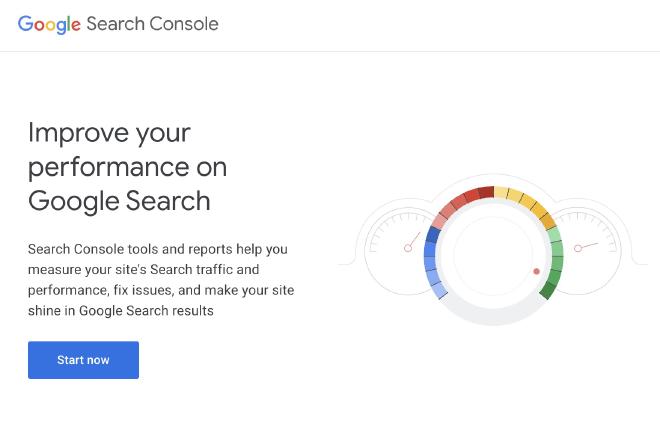 Google Search Console
Improve your
performance on
Google Search
Search Console tools and reports help you
measure your site's Search traffic and
performance, fix issues, and make your site
shine in Google Search results
Start now